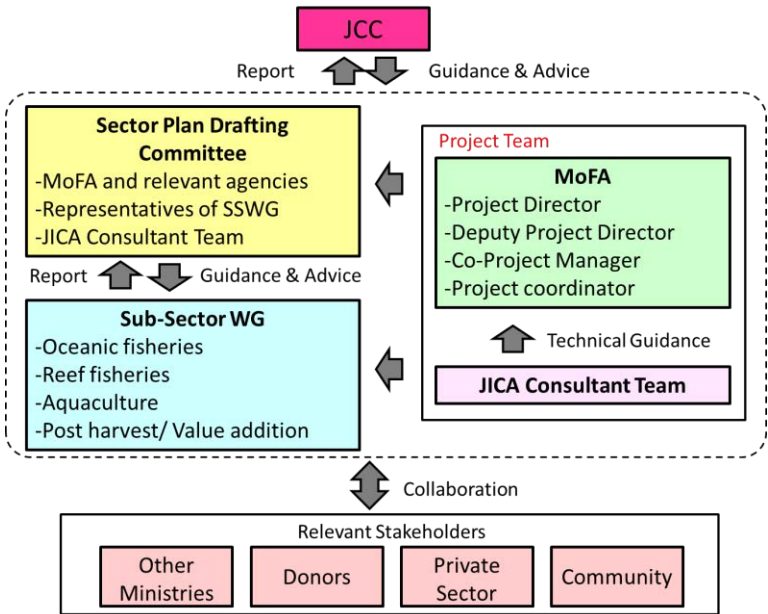 JCC
Report
Guidance & Advice
Sector Plan Drafting
Committee
-MoFA and relevant agencies
-Representatives of SSWG
-JICA Consultant Team
Report
Guidance & Advice
Sub-Sector WG
-Oceanic fisheries
-Reef fisheries
-Aquaculture
-Post harvest/ Value addition
Project Team
MoFA
-Project Director
-Deputy Project Director
-Co-Project Manager
-Project coordinator
Technical Guidance
JICA Consultant Team
Collaboration
Relevant Stakeholders
Other
Ministries
Donors
Private
Sector
Community